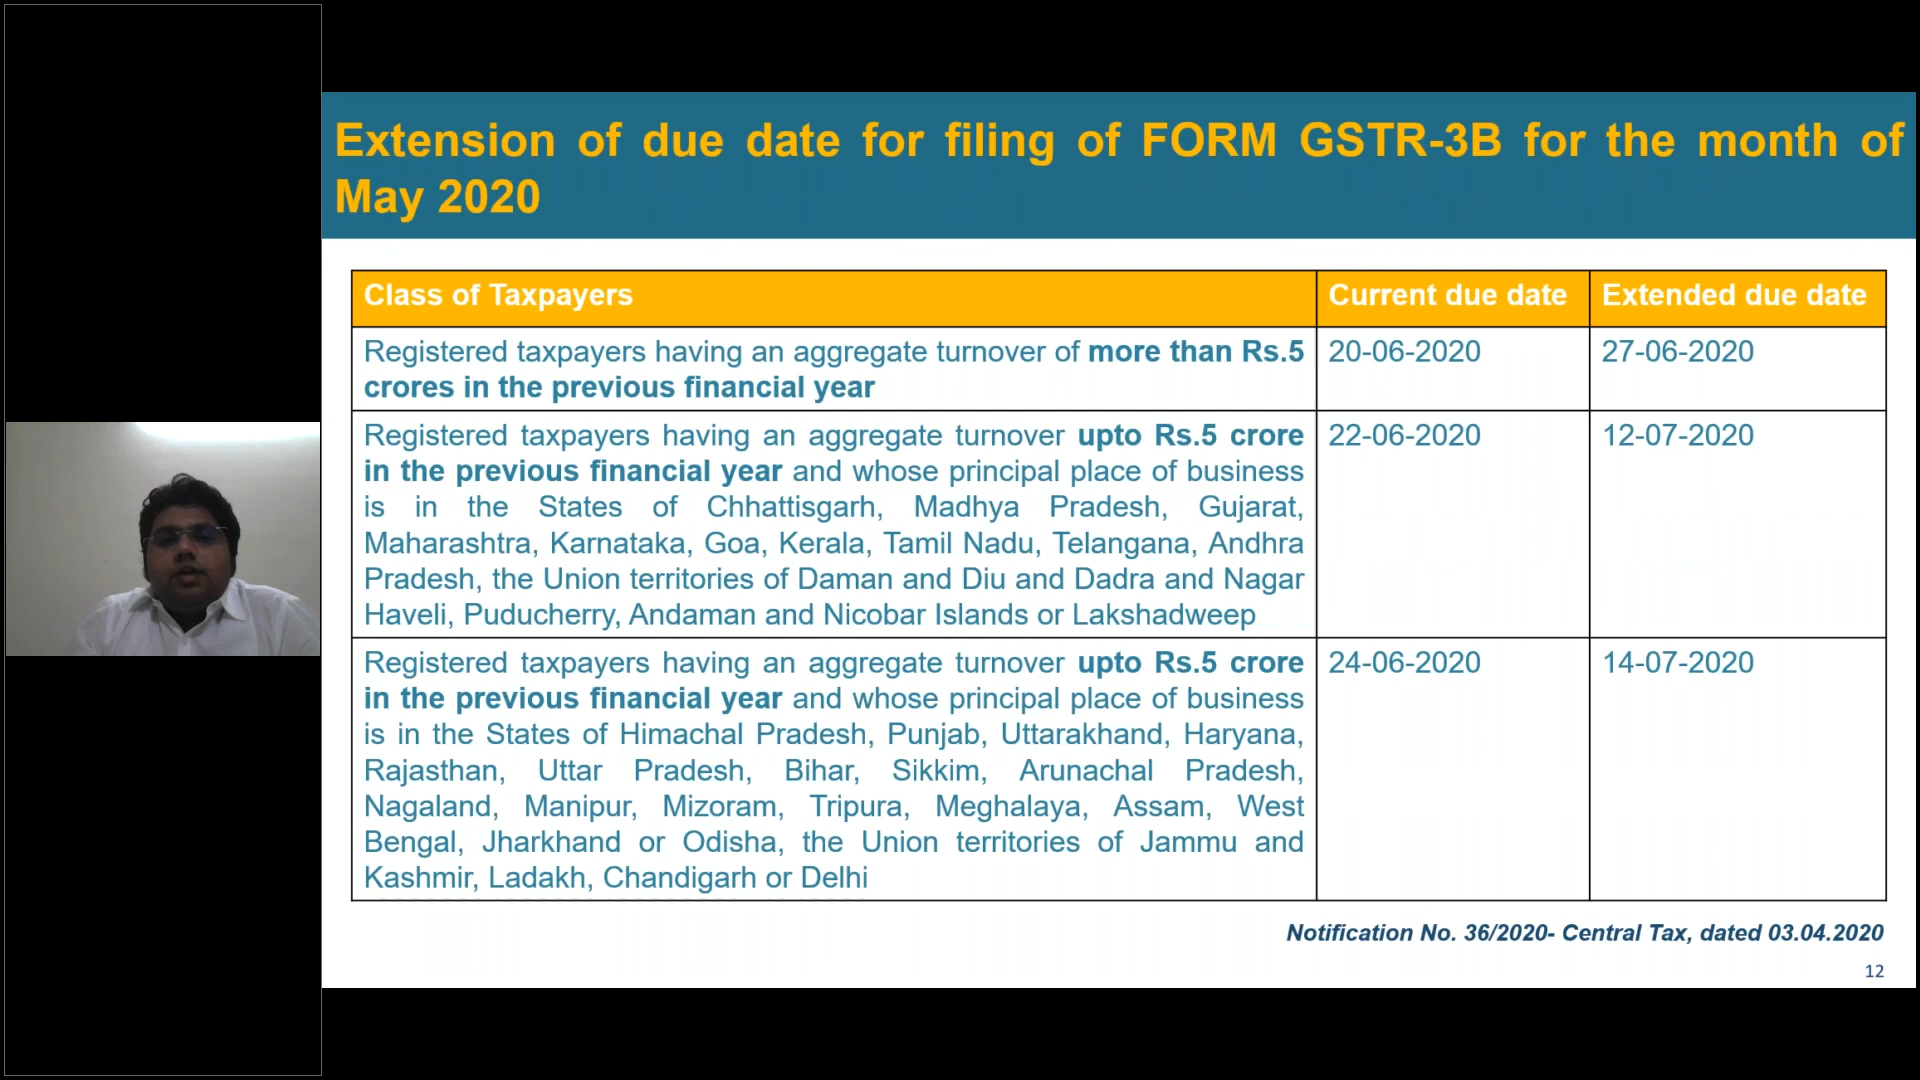 Extension of due date for filing of FORM GSTR-3B for the month of
May 2020
Class of Taxpayers
Current due date
Extended due date
Registered taxpayers having an aggregate turnover of more than Rs.5
crores in the previous financial year
20-06-2020
27-06-2020
Registered taxpayers having an aggregate turnover upto Rs.5 crore
in the previous financial year and whose principal place of business
is in the States of Chhattisgarh, Madhya Pradesh, Gujarat,
Maharashtra, Karnataka, Goa, Kerala, Tamil Nadu, Telangana, Andhra
Pradesh, the Union territories of Daman and Diu and Dadra and Nagar
Haveli, Puducherry, Andaman and Nicobar Islands or Lakshadweep
22-06-2020
12-07-2020
Registered taxpayers having an aggregate turnover upto Rs.5 crore
in the previous financial year and whose principal place of business
is in the States of Himachal Pradesh, Punjab, Uttarakhand, Haryana,
Rajasthan, Uttar Pradesh, Bihar, Sikkim, Arunachal Pradesh,
Nagaland, Manipur, Mizoram, Tripura, Meghalaya, Assam, West
Bengal, Jharkhand or Odisha, the Union territories of Jammu and
Kashmir, Ladakh, Chandigarh or Delhi
24-06-2020
14-07-2020
Notification No. 36/2020- Central Tax, dated 03.04.2020
12